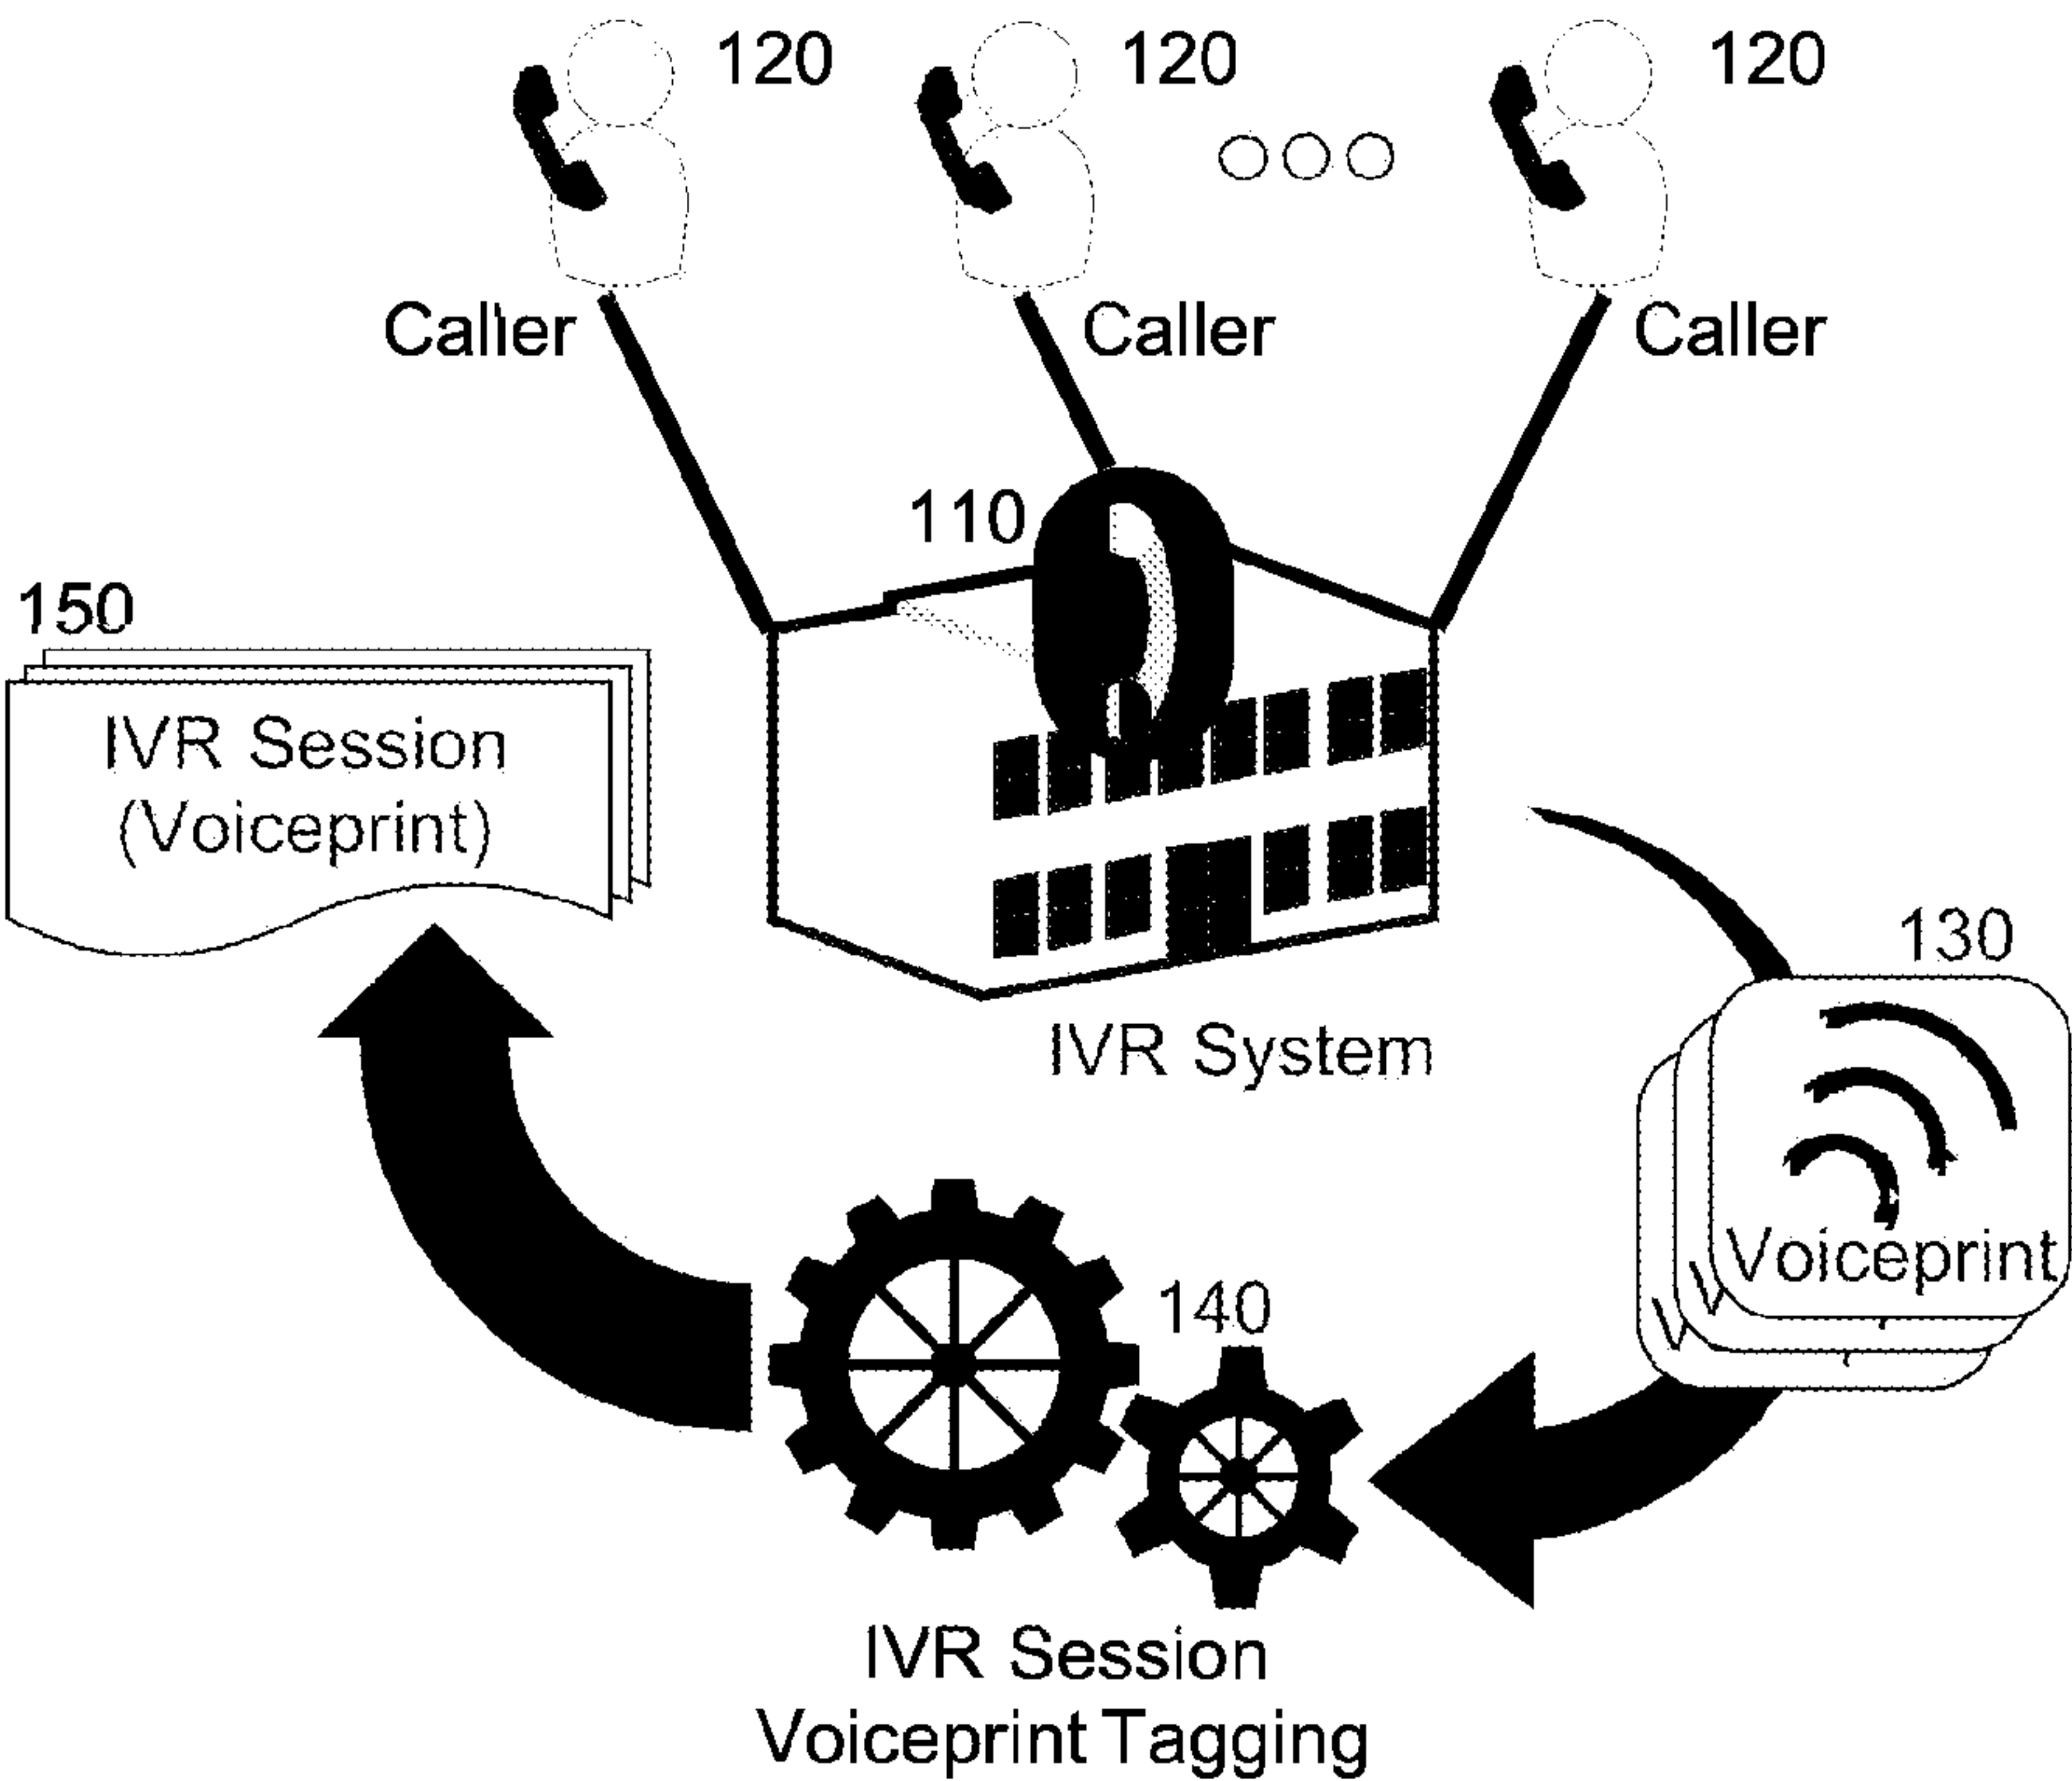 120
120
120
Caller
Caller
Caller
110
150
IVR Session
(Voiceprint)
130
IVR System
Voiceprint
V
V
140
IVR Session
Voiceprint Tagging